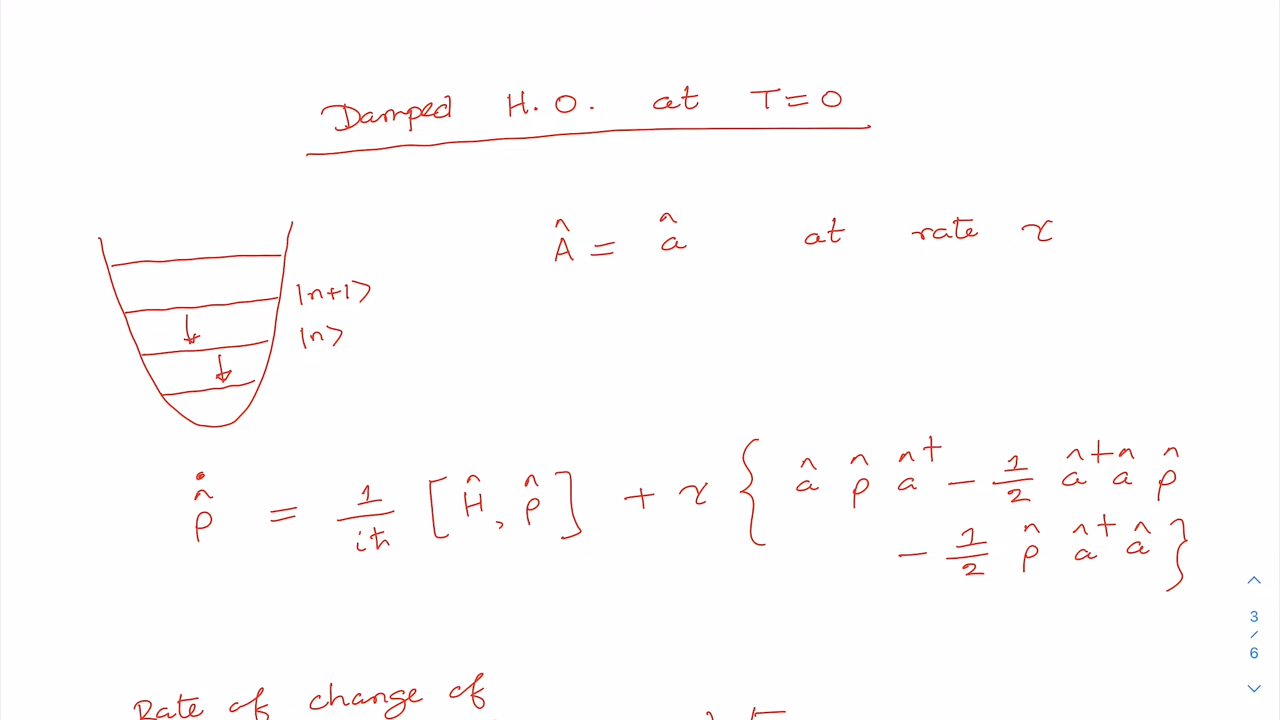 Damped H.O. at T=0
Â = â at rate γ
|n+1>
|n>
ρ̂̇ = 1/iħ [Ĥ, ρ̂] + γ { â ρ̂ â† − 1/2 â†â ρ̂
− 1/2 ρ̂ â†â }
Rate of change of
3
/
6